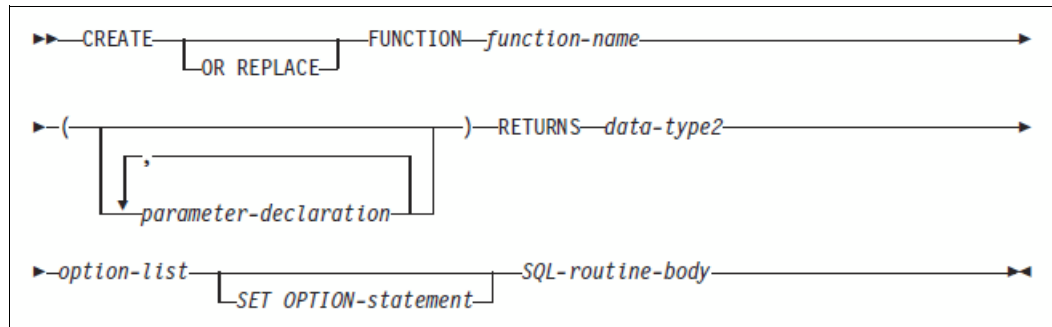 CREATE FUNCTION function-name
OR REPLACE
( ) RETURNS data-type2
,
parameter-declaration
option-list SQL-routine-body
SET OPTION-statement